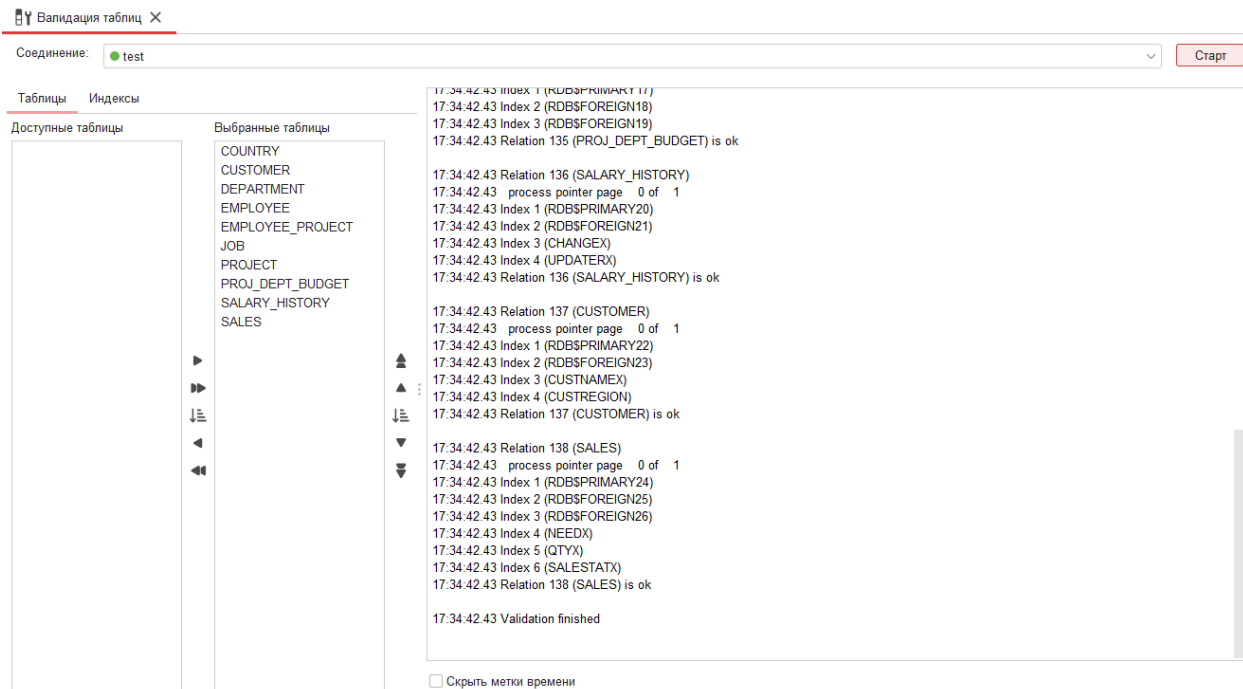 Валидация таблиц
Соединение:
test
Старт
Таблицы
Индексы
Доступные таблицы
Выбранные таблицы
COUNTRY
CUSTOMER
DEPARTMENT
EMPLOYEE
EMPLOYEE_PROJECT
JOB
PROJECT
PROJ_DEPT_BUDGET
SALARY_HISTORY
SALES
17:34:42.43 Index 1 (RDB$PRIMARY17)
17:34:42.43 Index 2 (RDB$FOREIGN18)
17:34:42.43 Index 3 (RDB$FOREIGN19)
17:34:42.43 Relation 135 (PROJ_DEPT_BUDGET) is ok
17:34:42.43 Relation 136 (SALARY_HISTORY)
17:34:42.43 process pointer page 0 of 1
17:34:42.43 Index 1 (RDB$PRIMARY20)
17:34:42.43 Index 2 (RDB$FOREIGN21)
17:34:42.43 Index 3 (CHANGEX)
17:34:42.43 Index 4 (UPDATERX)
17:34:42.43 Relation 136 (SALARY_HISTORY) is ok
17:34:42.43 Relation 137 (CUSTOMER)
17:34:42.43 process pointer page 0 of 1
17:34:42.43 Index 1 (RDB$PRIMARY22)
17:34:42.43 Index 2 (RDB$FOREIGN23)
17:34:42.43 Index 3 (CUSTNAMEX)
17:34:42.43 Index 4 (CUSTREGION)
17:34:42.43 Relation 137 (CUSTOMER) is ok
17:34:42.43 Relation 138 (SALES)
17:34:42.43 process pointer page 0 of 1
17:34:42.43 Index 1 (RDB$PRIMARY24)
17:34:42.43 Index 2 (RDB$FOREIGN25)
17:34:42.43 Index 3 (RDB$FOREIGN26)
17:34:42.43 Index 4 (NEEDX)
17:34:42.43 Index 5 (QTYX)
17:34:42.43 Index 6 (SALESTATX)
17:34:42.43 Relation 138 (SALES) is ok
17:34:42.43 Validation finished
Скрыть метки времени